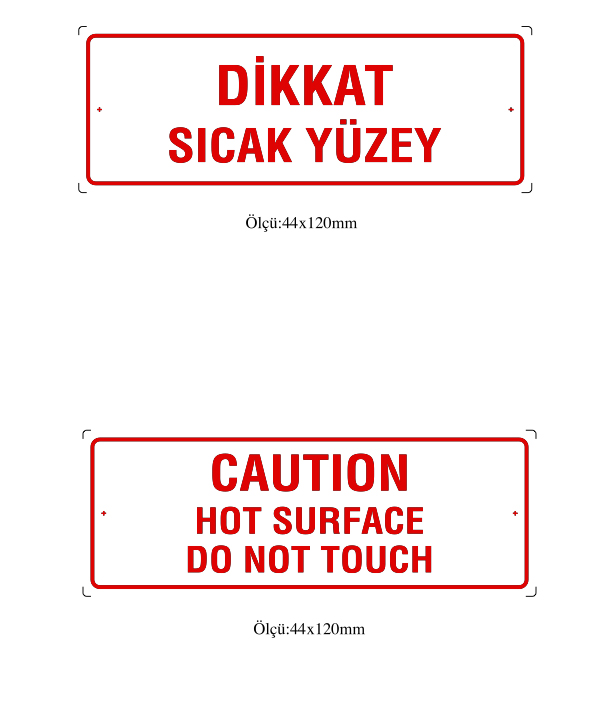 DİKKAT
SICAK YÜZEY
Ölçü:44x120mm
CAUTION
HOT SURFACE
DO NOT TOUCH
Ölçü:44x120mm